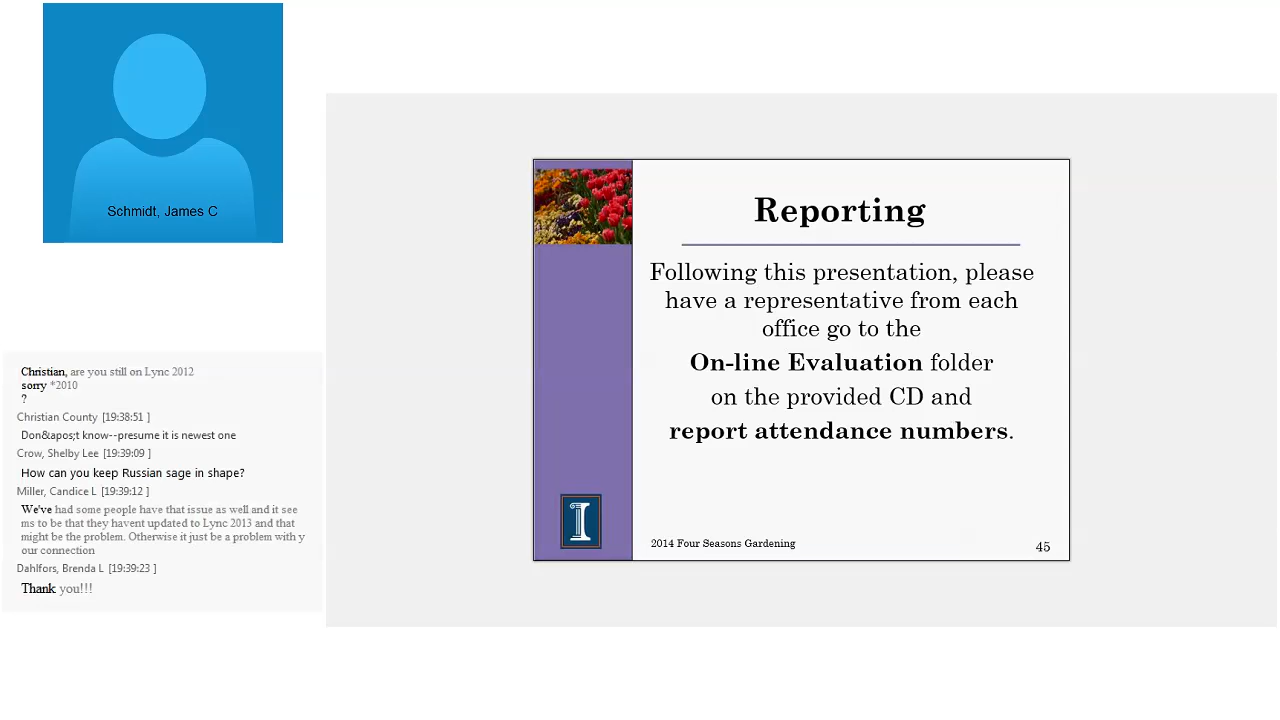 Schmidt, James C
Christian, are you still on Lync 2012
sorry *2010
?
Christian County [19:38:51 ]
Don&apos;t know--presume it is newest one
Crow, Shelby Lee [19:39:09 ]
How can you keep Russian sage in shape?
Miller, Candice L [19:39:12 ]
We've had some people have that issue as well and it see
ms to be that they havent updated to Lync 2013 and that
might be the problem. Otherwise it just be a problem with y
our connection
Dahlfors, Brenda L [19:39:23 ]
Thank you!!!
Reporting
Following this presentation, please
have a representative from each
office go to the
On-line Evaluation folder
on the provided CD and
report attendance numbers.
I
2014 Four Seasons Gardening
45